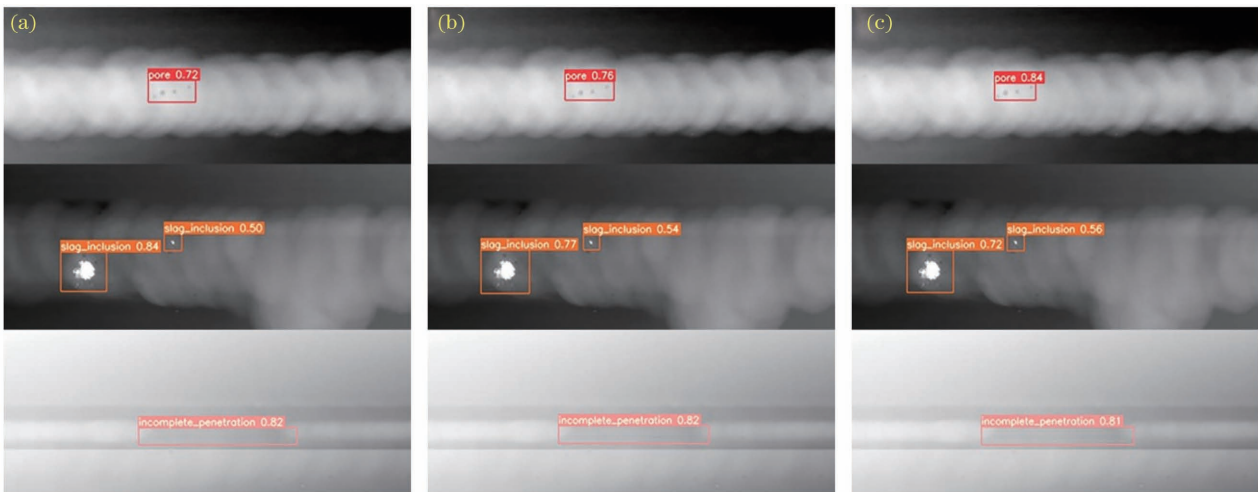 (a)
pore 0.72
slag_inclusion 0.50
slag_inclusion 0.84
incomplete_penetration 0.82
(b)
pore 0.76
slag_inclusion 0.54
slag_inclusion 0.77
incomplete_penetration 0.82
(c)
pore 0.84
slag_inclusion 0.56
slag_inclusion 0.72
incomplete_penetration 0.81